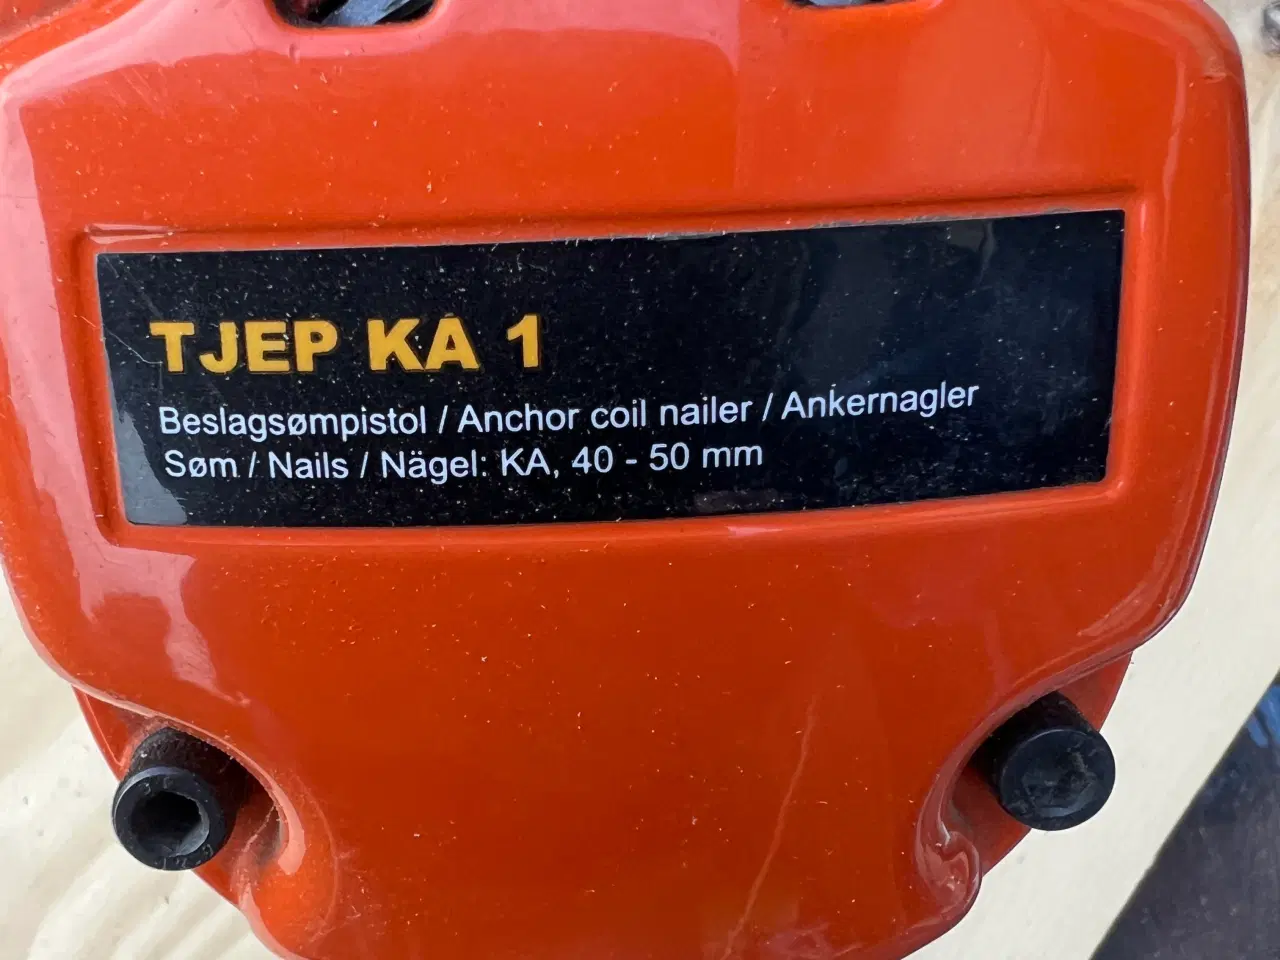 TJEP KA 1
Beslagsømpistol / Anchor coil nailer / Ankernagler
Søm / Nails / Nägel: KA, 40 - 50 mm